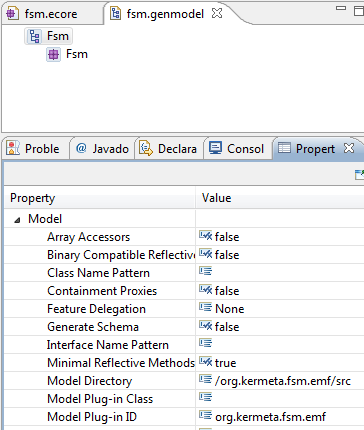 fsm.ecore fsm.genmodel
Fsm
Fsm
Proble @ Javado Declara Consol Propert
Property Value
Model
Array Accessors false
Binary Compatible Reflective false
Class Name Pattern
Containment Proxies false
Feature Delegation None
Generate Schema false
Interface Name Pattern
Minimal Reflective Methods true
Model Directory /org.kermeta.fsm.emf/src
Model Plug-in Class
Model Plug-in ID org.kermeta.fsm.emf